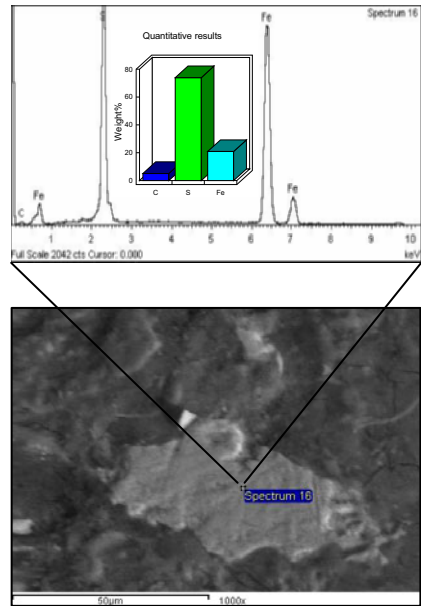 S
Fe
Spectrum 16
Quantitative results
80
60
40
20
0
Weight%
C S Fe
C Fe Fe
1 2 3 4 5 6 7 8 9 10
Full Scale 2042 cts Cursor: 0.000 keV
Spectrum 16
50µm 1000x